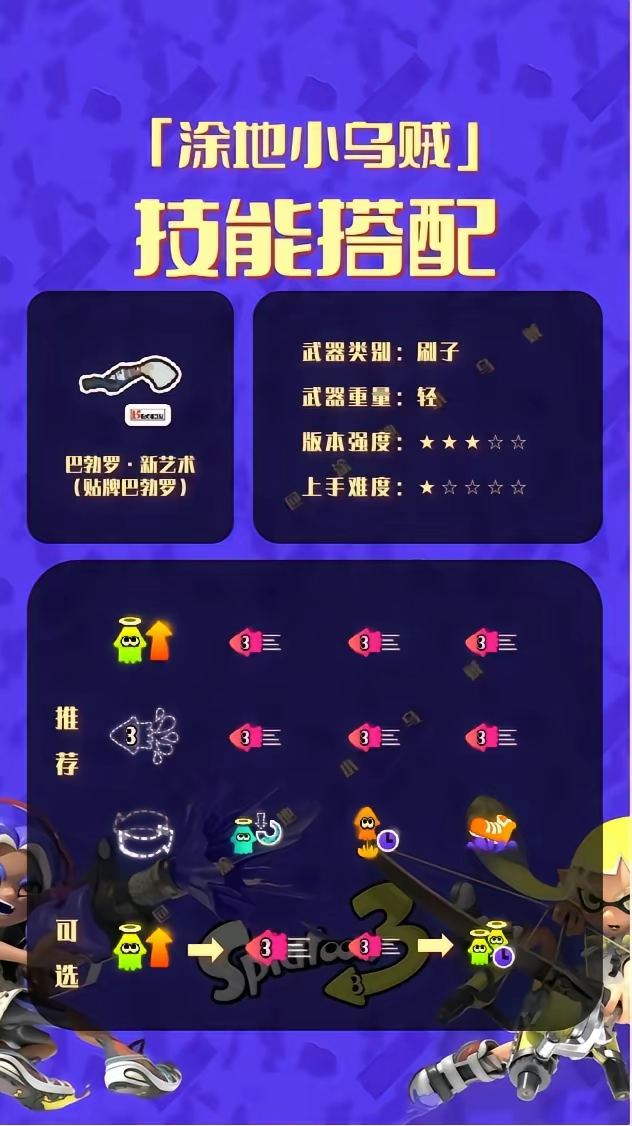 「涂地小乌贼」
技能搭配
巴勃罗·新艺术
（贴牌巴勃罗）
武器类别：刷子
武器重量：轻
版本强度：★★★☆☆
上手难度：★☆☆☆☆
推荐
可选
Splatoon 3